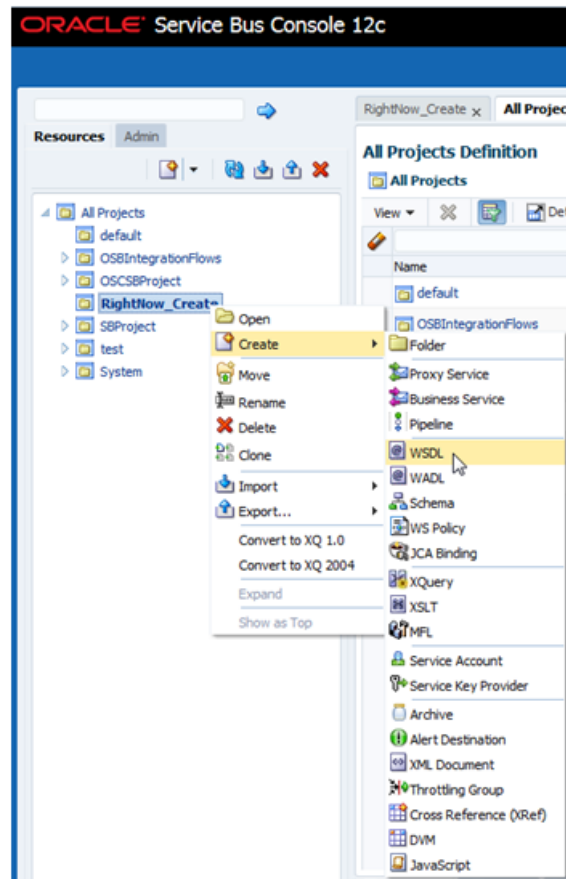 ORACLE® Service Bus Console 12c
RightNow_Create x
All Projec
Resources
Admin
All Projects Definition
All Projects
View
Det
Name
default
OSBIntegrationFlows
All Projects
default
OSBIntegrationFlows
OSCSBProject
RightNow_Create
SBProject
test
System
Open
Create
Move
Rename
Delete
Clone
Import
Export...
Convert to XQ 1.0
Convert to XQ 2004
Expand
Show as Top
Folder
Proxy Service
Business Service
Pipeline
WSDL
WADL
Schema
WS Policy
JCA Binding
XQuery
XSLT
MFL
Service Account
Service Key Provider
Archive
Alert Destination
XML Document
Throttling Group
Cross Reference (XRef)
DVM
JavaScript